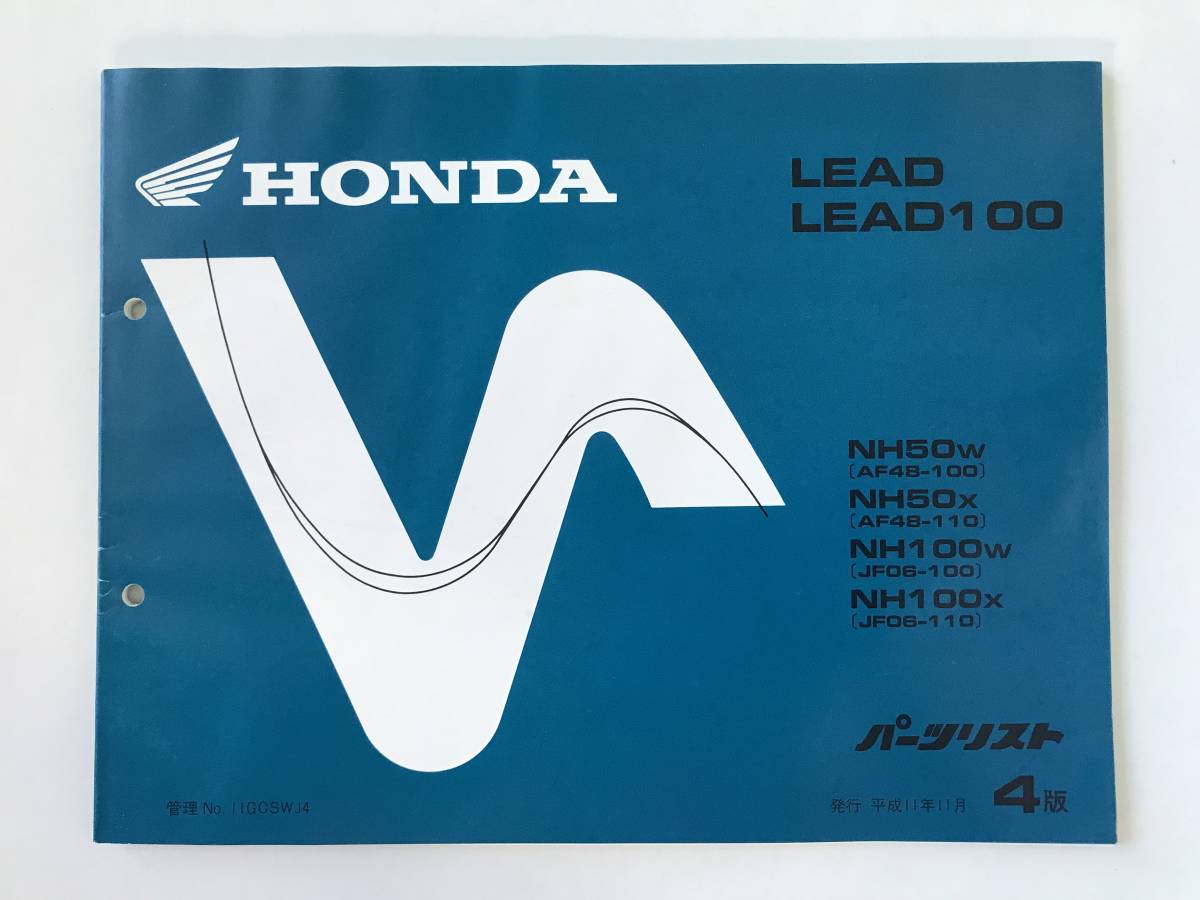 HONDA
LEAD
LEAD100
NH50W
(AF48-100)
NH50X
(AF48-110)
NH100W
(JF06-100)
NH100X
(JF06-110)
パーツリスト
管理 No. 11GCSWJ4
発行 平成11年11月 4版